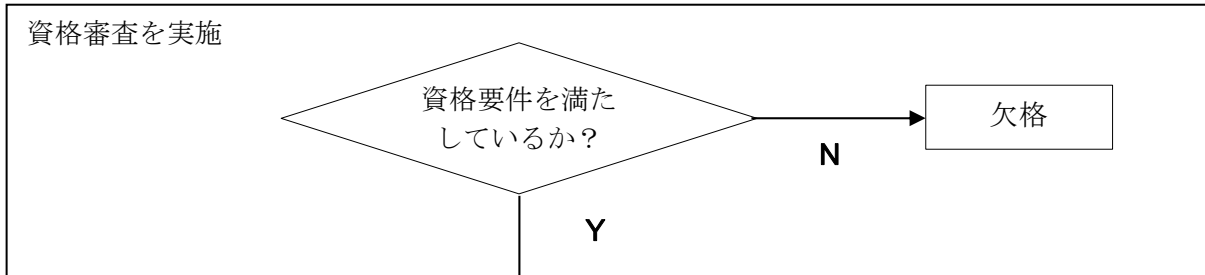 資格審査を実施
資格要件を満た
しているか？
欠格
N
Y